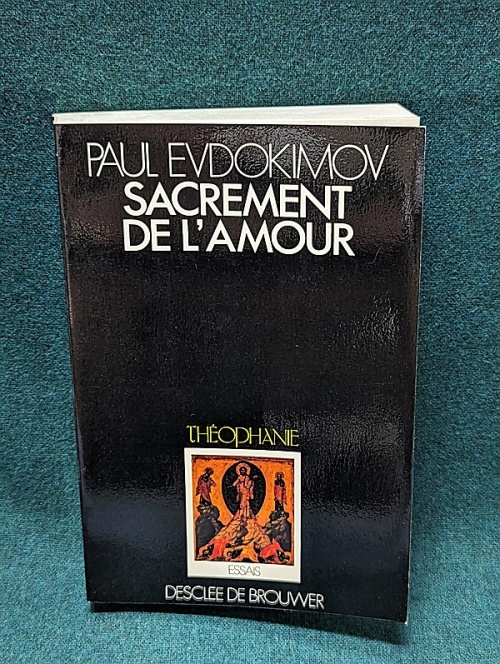 PAUL EVDOKIMOV
SACREMENT
DE L'AMOUR
THÉOPHANIE
ESSAIS
DESCLEE DE BROUWER